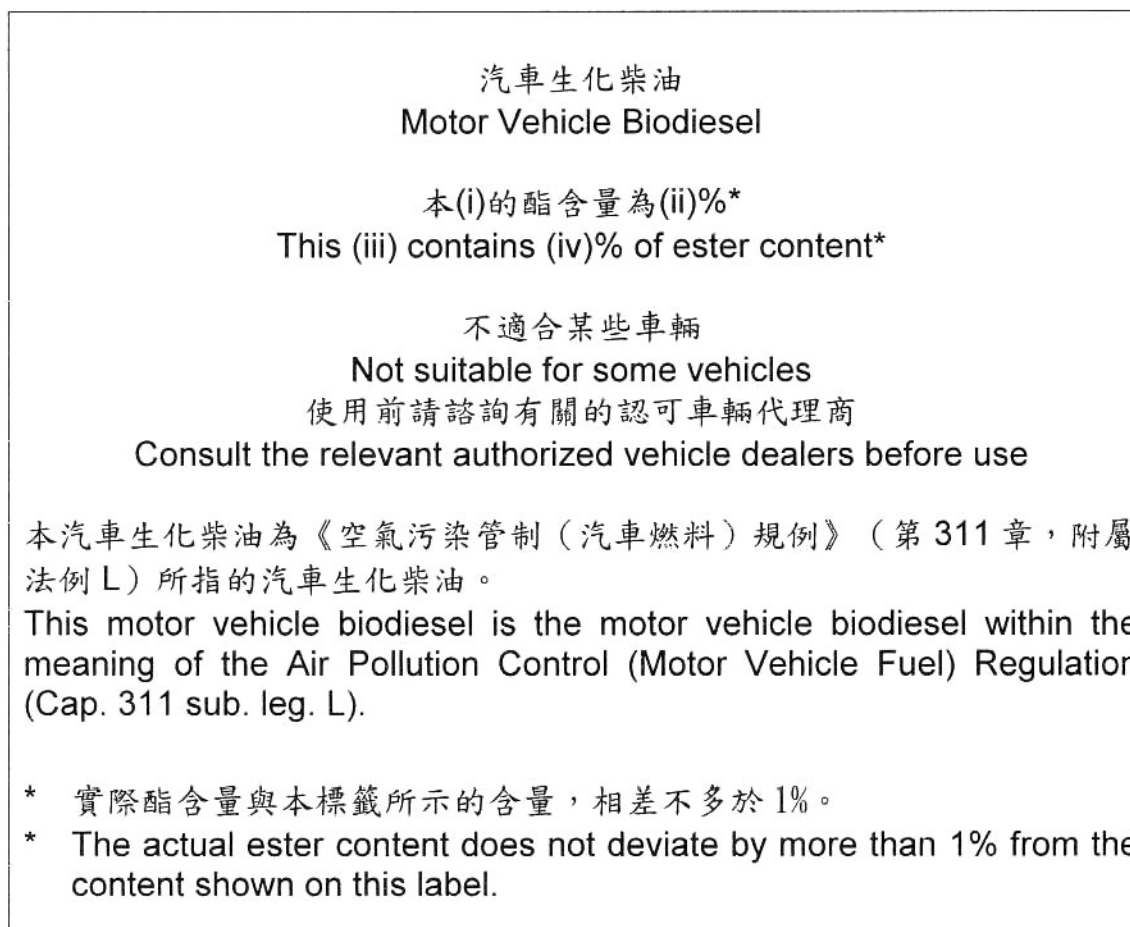 汽車生化柴油
Motor Vehicle Biodiesel
本(i)的酯含量為(ii)%*
This (iii) contains (iv)% of ester content*
不適合某些車輛
Not suitable for some vehicles
使用前請諮詢有關的認可車輛代理商
Consult the relevant authorized vehicle dealers before use
本汽車生化柴油為《空氣污染管制（汽車燃料）規例》（第 311 章，附屬
法例 L）所指的汽車生化柴油。
This motor vehicle biodiesel is the motor vehicle biodiesel within the
meaning of the Air Pollution Control (Motor Vehicle Fuel) Regulation
(Cap. 311 sub. leg. L).
* 實際酯含量與本標籤所示的含量，相差不多於 1%。
* The actual ester content does not deviate by more than 1% from the
content shown on this label.